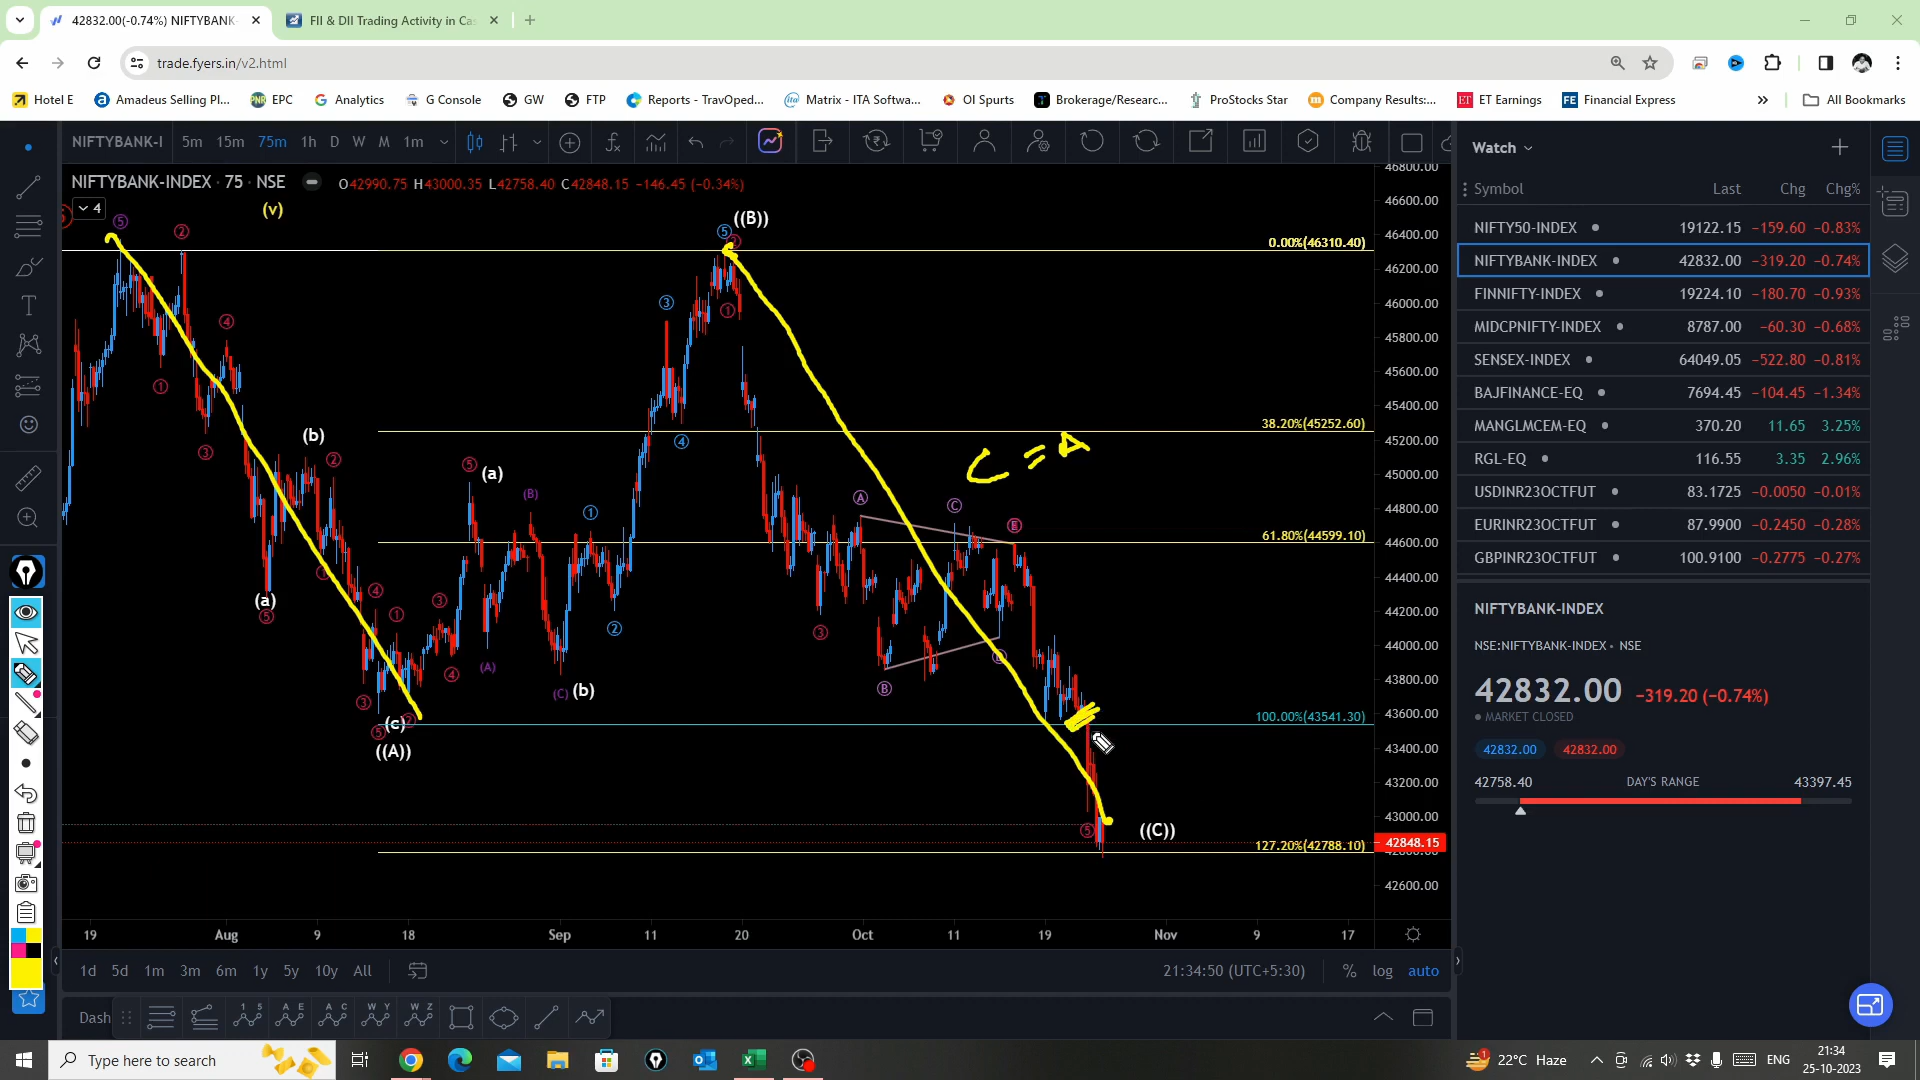 42832.00(-0.74%) NIFTYBANK-
FII & DII Trading Activity in Cas
trade.fyers.in/v2.html
Hotel E
Amadeus Selling Pl...
EPC
Analytics
G Console
GW
FTP
Reports - TravOped...
Matrix - ITA Softwa...
OI Spurts
Brokerage/Researc...
ProStocks Star
Company Results:...
ET Earnings
Financial Express
All Bookmarks
NIFTYBANK-I
5m 15m 75m 1h D W M 1m
NIFTYBANK-INDEX · 75 · NSE
O42990.75 H43000.35 L42758.40 C42848.15 −146.45 (−0.34%)
4
(v)
((B))
(b)
(a)
(a)
(b)
(c)
((A))
((C))
C = A
0.00%(46310.40)
38.20%(45252.60)
61.80%(44599.10)
100.00%(43541.30)
127.20%(42788.10)
46800.00
46600.00
46400.00
46200.00
46000.00
45800.00
45600.00
45400.00
45200.00
45000.00
44800.00
44600.00
44400.00
44200.00
44000.00
43800.00
43600.00
43400.00
43200.00
43000.00
42848.15
42600.00
19 Aug 9 18 Sep 11 20 Oct 11 19 Nov 9 17
1d 5d 1m 3m 6m 1y 5y 10y All
21:34:50 (UTC+5:30)
% log auto
Dash
Watch
Symbol Last Chg Chg%
NIFTY50-INDEX 19122.15 −159.60 −0.83%
NIFTYBANK-INDEX 42832.00 −319.20 −0.74%
FINNIFTY-INDEX 19224.10 −180.70 −0.93%
MIDCPNIFTY-INDEX 8787.00 −60.30 −0.68%
SENSEX-INDEX 64049.05 −522.80 −0.81%
BAJFINANCE-EQ 7694.45 −104.45 −1.34%
MANGLMCEM-EQ 370.20 11.65 3.25%
RGL-EQ 116.55 3.35 2.96%
USDINR23OCTFUT 83.1725 −0.0050 −0.01%
EURINR23OCTFUT 87.9900 −0.2450 −0.28%
GBPINR23OCTFUT 100.9100 −0.2775 −0.27%
NIFTYBANK-INDEX
NSE:NIFTYBANK-INDEX • NSE
42832.00 −319.20 (−0.74%)
MARKET CLOSED
42832.00 42832.00
42758.40 DAY'S RANGE 43397.45
Type here to search
22°C Haze
ENG
21:34
25-10-2023